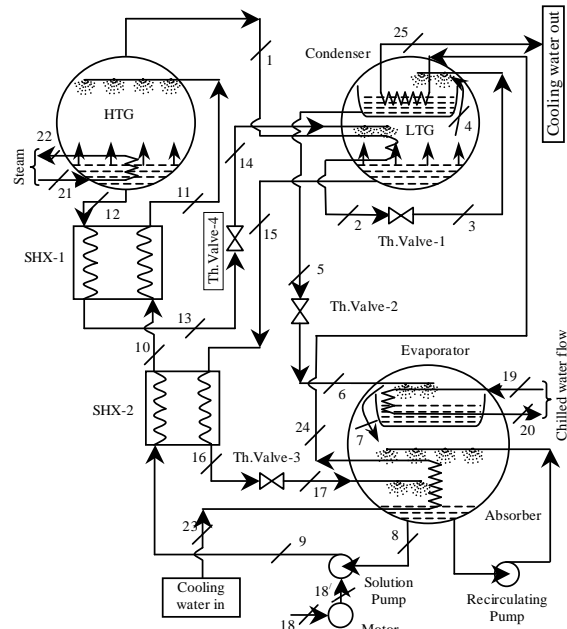 25
Cooling water out
Condenser
1
HTG
LTG
4
22
Steam
21
14
11
12
15
2
3
Th.Valve-1
SHX-1
Th.Valve-4
5
Th.Valve-2
13
10
Evaporator
SHX-2
6
19
Chilled water flow
20
24
7
16
Th.Valve-3
17
23
9
8
Absorber
Cooling
water in
18/
Solution
Pump
Recirculating
Pump
18
Motor